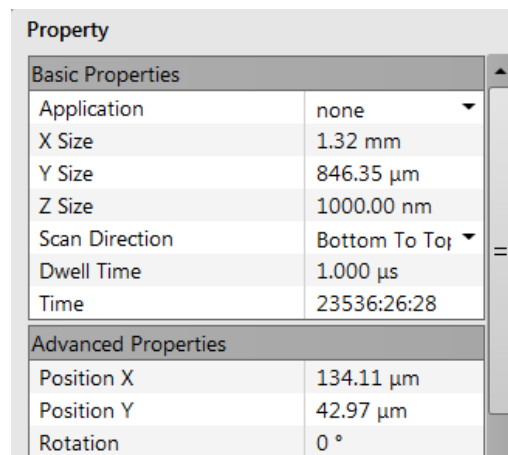 Property
Basic Properties
Application none
X Size 1.32 mm
Y Size 846.35 µm
Z Size 1000.00 nm
Scan Direction Bottom To Top
Dwell Time 1.000 µs
Time 23536:26:28
Advanced Properties
Position X 134.11 µm
Position Y 42.97 µm
Rotation 0 °